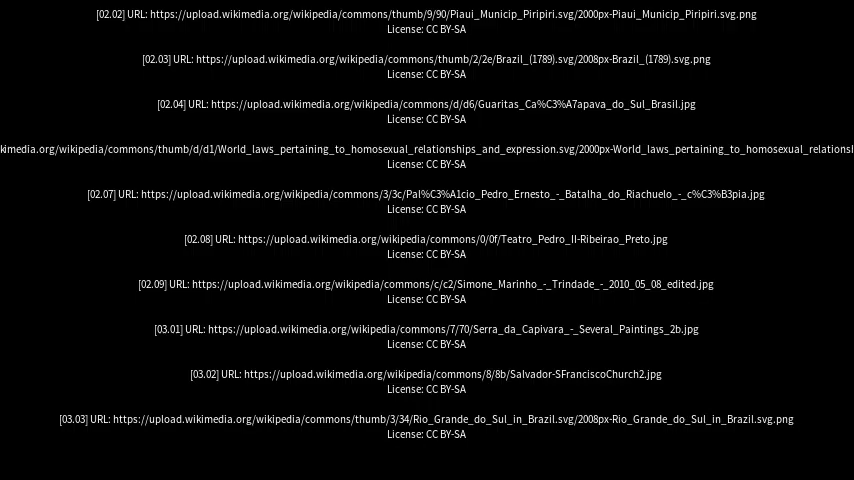 [02.02] URL: https://upload.wikimedia.org/wikipedia/commons/thumb/9/90/Piaui_Municip_Piripiri.svg/2000px-Piaui_Municip_Piripiri.svg.png
License: CC BY-SA
[02.03] URL: https://upload.wikimedia.org/wikipedia/commons/thumb/2/2e/Brazil_(1789).svg/2008px-Brazil_(1789).svg.png
License: CC BY-SA
[02.04] URL: https://upload.wikimedia.org/wikipedia/commons/d/d6/Guaritas_Ca%C3%A7apava_do_Sul_Brasil.jpg
License: CC BY-SA
kimedia.org/wikipedia/commons/thumb/d/d1/World_laws_pertaining_to_homosexual_relationships_and_expression.svg/2000px-World_laws_pertaining_to_homosexual_relationsl
License: CC BY-SA
[02.07] URL: https://upload.wikimedia.org/wikipedia/commons/3/3c/Pal%C3%A1cio_Pedro_Ernesto_-_Batalha_do_Riachuelo_-_c%C3%B3pia.jpg
License: CC BY-SA
[02.08] URL: https://upload.wikimedia.org/wikipedia/commons/0/0f/Teatro_Pedro_II-Ribeirao_Preto.jpg
License: CC BY-SA
[02.09] URL: https://upload.wikimedia.org/wikipedia/commons/c/c2/Simone_Marinho_-_Trindade_-_2010_05_08_edited.jpg
License: CC BY-SA
[03.01] URL: https://upload.wikimedia.org/wikipedia/commons/7/70/Serra_da_Capivara_-_Several_Paintings_2b.jpg
License: CC BY-SA
[03.02] URL: https://upload.wikimedia.org/wikipedia/commons/8/8b/Salvador-SFranciscoChurch2.jpg
License: CC BY-SA
[03.03] URL: https://upload.wikimedia.org/wikipedia/commons/thumb/3/34/Rio_Grande_do_Sul_in_Brazil.svg/2008px-Rio_Grande_do_Sul_in_Brazil.svg.png
License: CC BY-SA